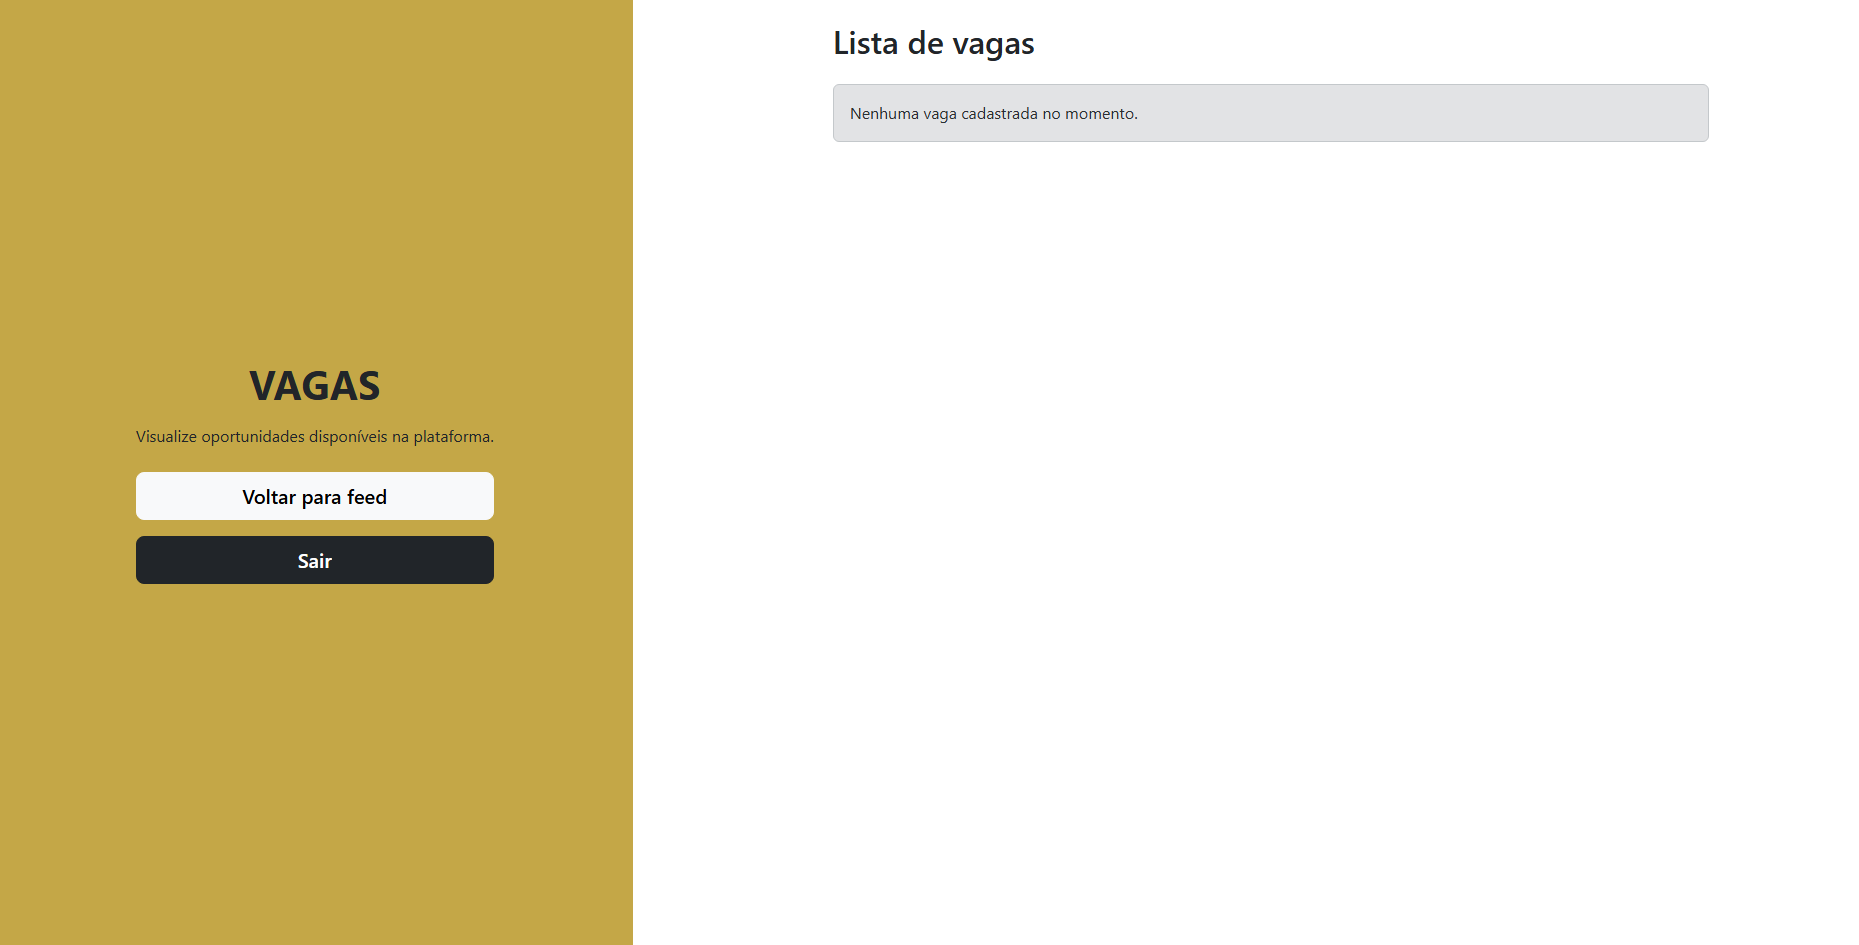 VAGAS
Visualize oportunidades disponíveis na plataforma.
Voltar para feed
Sair
Lista de vagas
Nenhuma vaga cadastrada no momento.